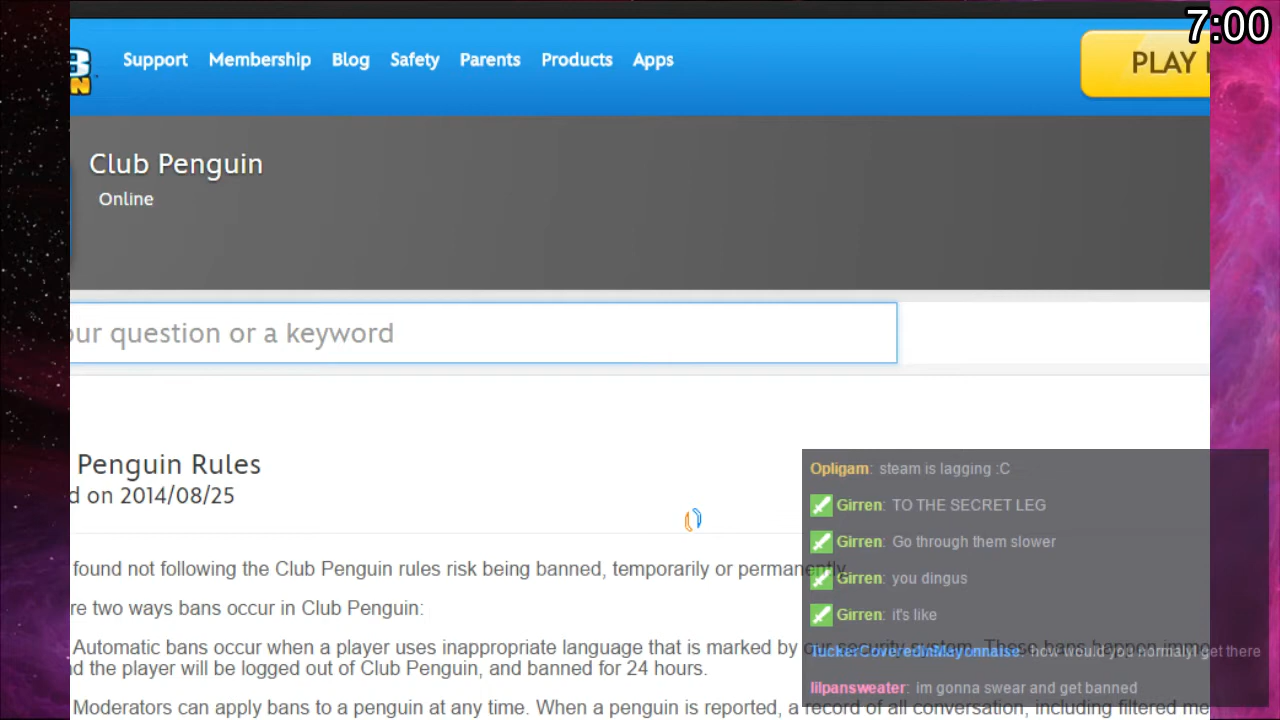 7:00
Support Membership Blog Safety Parents Products Apps
PLAY
Club Penguin
Online
our question or a keyword
Penguin Rules
d on 2014/08/25
found not following the Club Penguin rules risk being banned, temporarily or permanently
re two ways bans occur in Club Penguin:
Automatic bans occur when a player uses inappropriate language that is marked by our security system. These bans happen
d the player will be logged out of Club Penguin, and banned for 24 hours.
Moderators can apply bans to a penguin at any time. When a penguin is reported, a record of all conversation, including filtered me
Opligam: steam is lagging :C
Girren: TO THE SECRET LEG
Girren: Go through them slower
Girren: you dingus
Girren: it's like
TuckerCoveredInMayonnaise: how would you normally get there
lilpansweater: im gonna swear and get banned